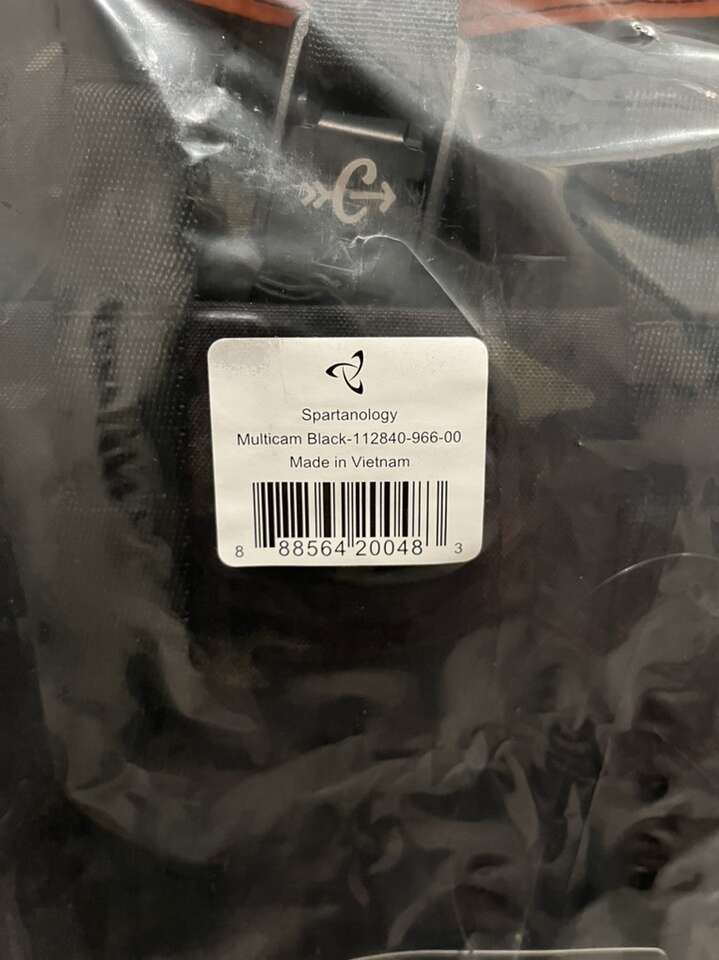 Spartanology
Multicam Black-112840-966-00
Made in Vietnam
8 88564 20048 3